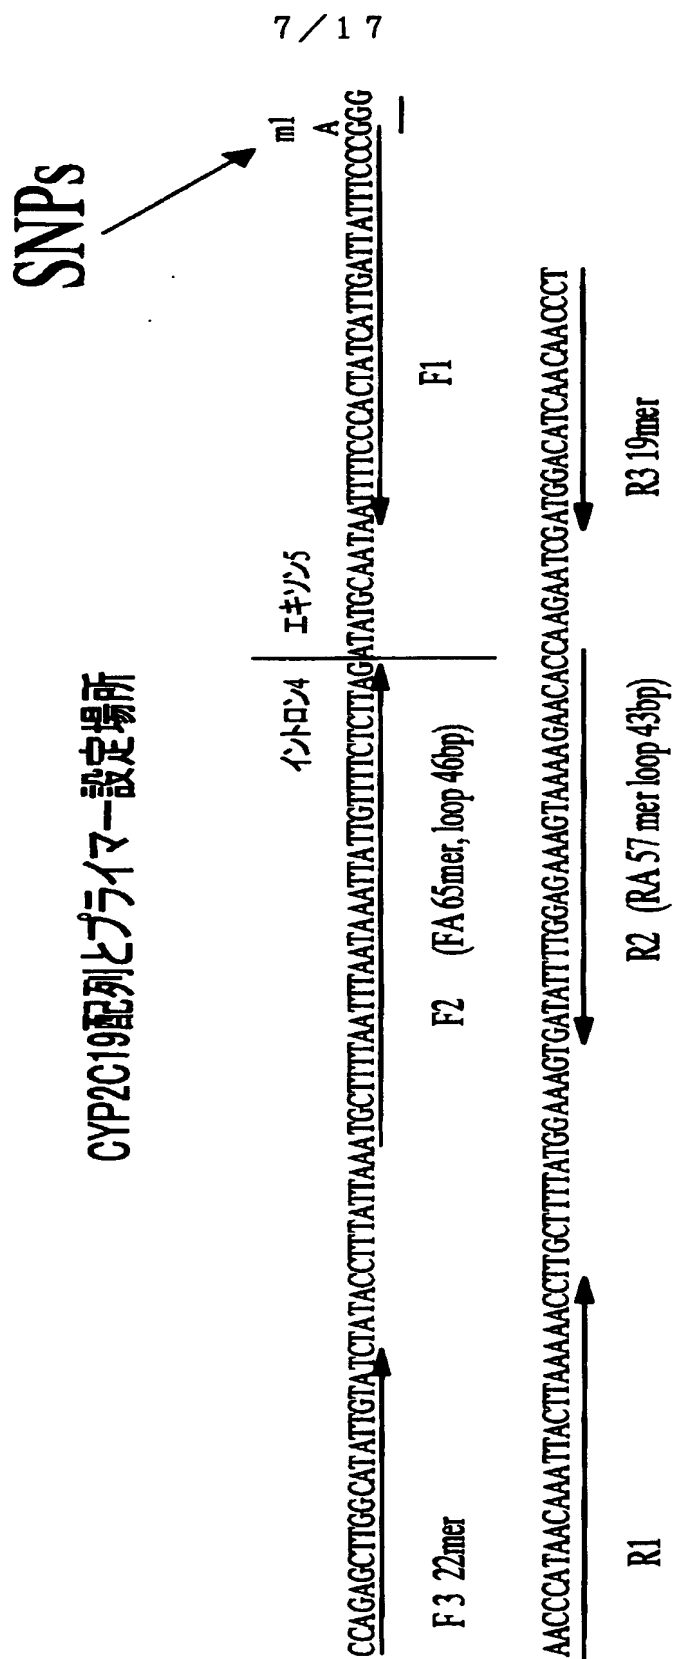 7/17
CYP2C19配列とプライマー設定場所
SNPs
m1
イントロン4
エキソン5
A
CCAGAGCTTGGCATATTGTATCTATACCTTTATTAAATGCTTTTAATTTAATAAATTATTGTTTTCTCTTAGATATGCAATAATTTTCCCACTATCATTGATTATTTCCCGGG
F3 22mer
F2 (FA 65mer, loop 46bp)
F1
AACCCATAACAAATTACTTAAAAACCTTGCTTTTATGGAAAGTGATATTTTGGAGAAAGTAAAAGAACACCAAGAATCGATGGACATCAACAACCCT
R1
R2 (RA 57 mer loop 43bp)
R3 19mer